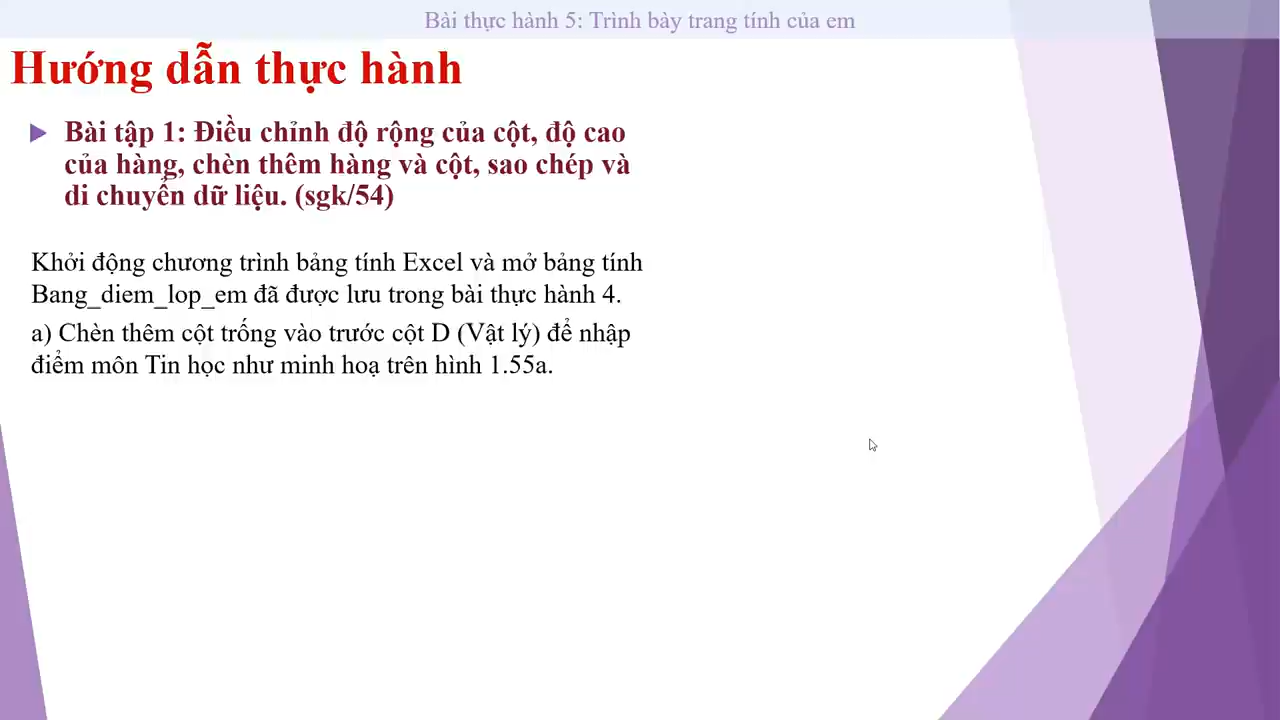 Bài thực hành 5: Trình bày trang tính của em
Hướng dẫn thực hành
Bài tập 1: Điều chỉnh độ rộng của cột, độ cao
của hàng, chèn thêm hàng và cột, sao chép và
di chuyển dữ liệu. (sgk/54)
Khởi động chương trình bảng tính Excel và mở bảng tính
Bang_diem_lop_em đã được lưu trong bài thực hành 4.
a) Chèn thêm cột trống vào trước cột D (Vật lý) để nhập
điểm môn Tin học như minh hoạ trên hình 1.55a.